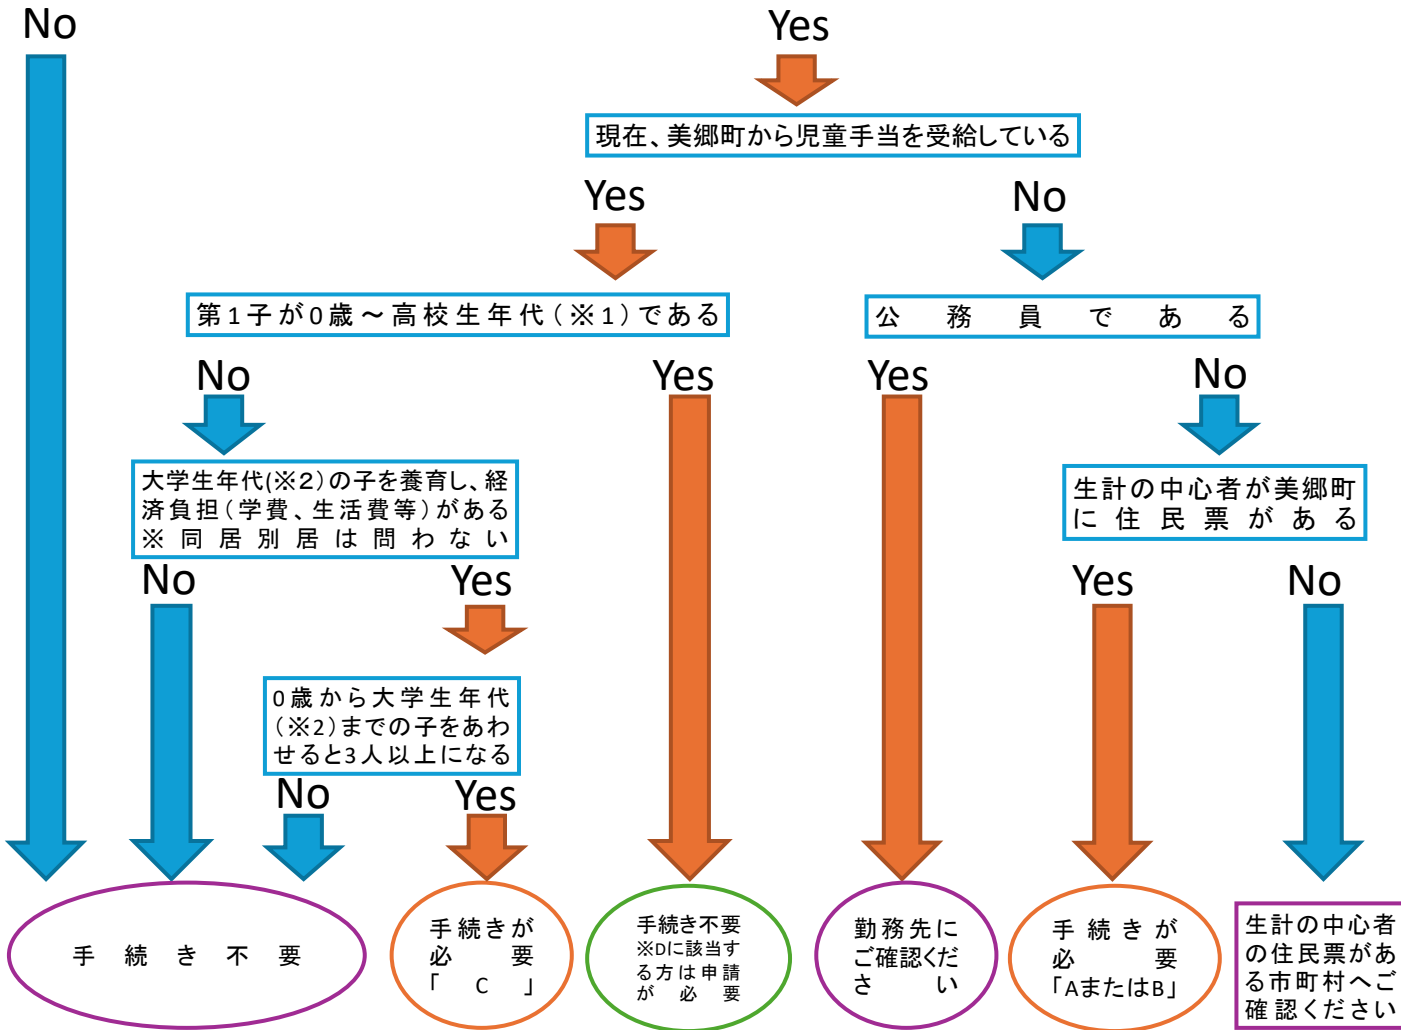 No
Yes
現在、美郷町から児童手当を受給している
Yes
No
第1子が0歳～高校生年代(※1)である
公務員である
No
Yes
Yes
No
大学生年代(※2)の子を養育し、経
済負担(学費、生活費等)がある
※同居別居は問わない
生計の中心者が美郷町
に住民票がある
No
Yes
Yes
No
0歳から大学生年代
(※2)までの子をあわ
せると3人以上になる
No
Yes
手続き不要
手続きが
必要
「C」
手続き不要
※Dに該当す
る方は申請
が必要
勤務先に
ご確認くだ
さい
手続きが
必要
「AまたはB」
生計の中心者
の住民票があ
る市町村へご
確認ください